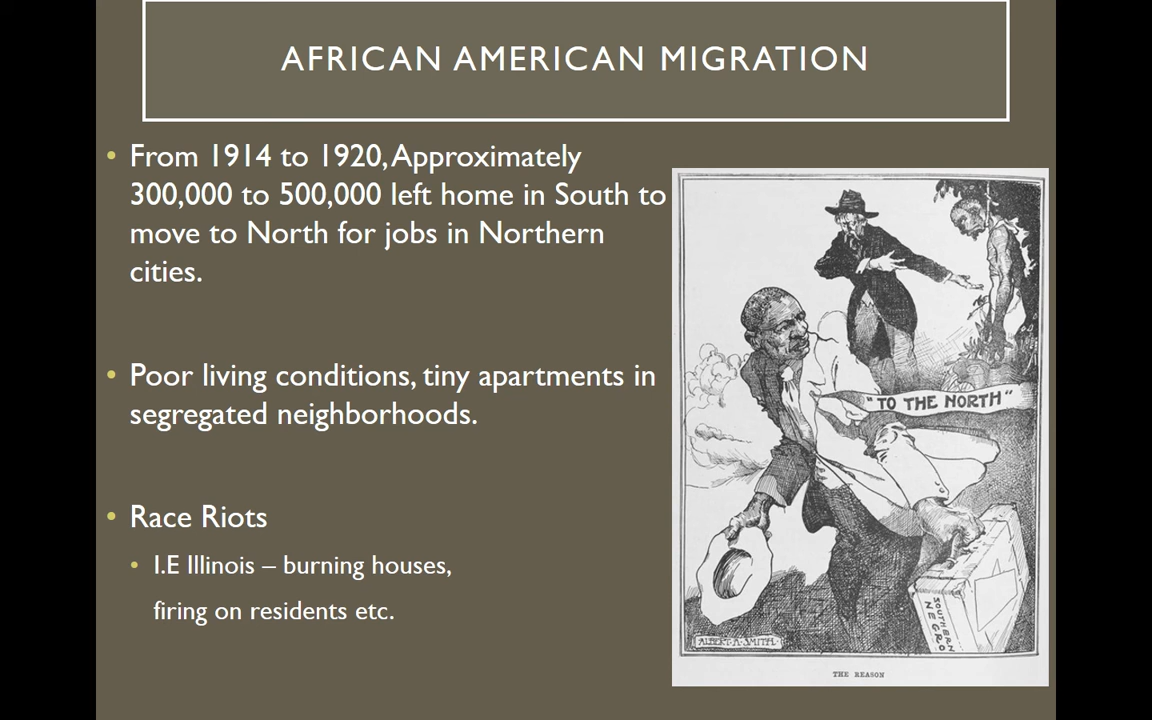 AFRICAN AMERICAN MIGRATION
• From 1914 to 1920, Approximately
300,000 to 500,000 left home in South to
move to North for jobs in Northern
cities.
• Poor living conditions, tiny apartments in
segregated neighborhoods.
• Race Riots
• I.E Illinois – burning houses,
firing on residents etc.
"TO THE NORTH"
SOUTHERN
NEGRO
ALBERT·A·SMITH·
THE REASON